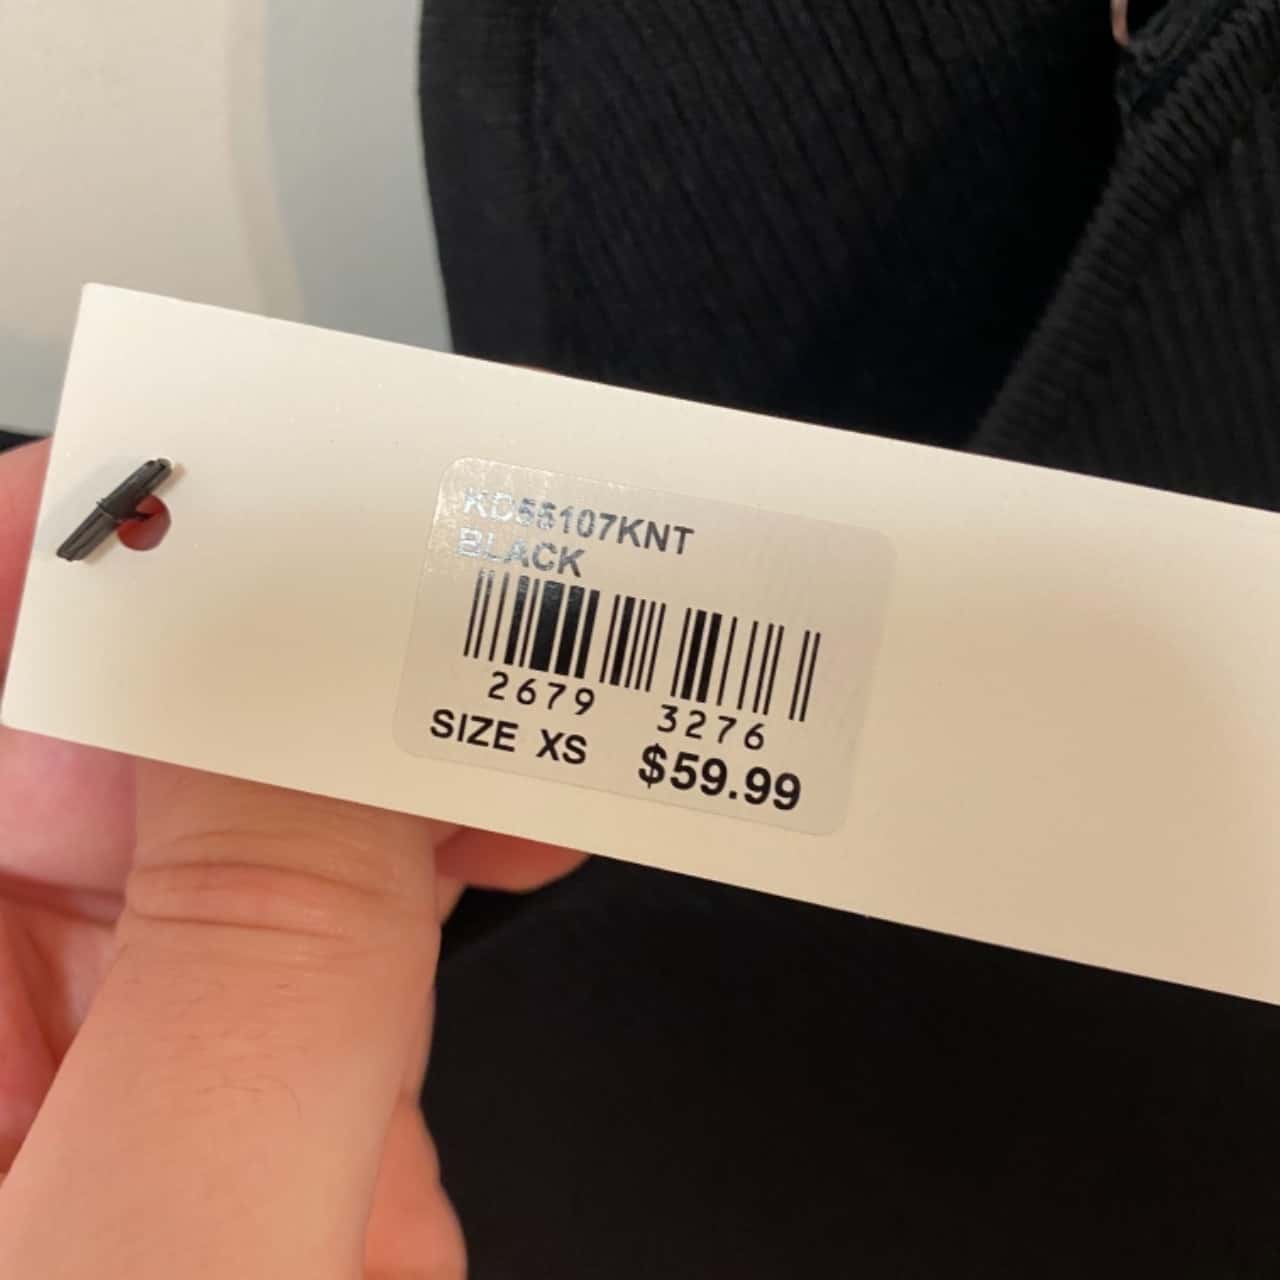 KD55107KNT
BLACK
2679 3276
SIZE XS $59.99